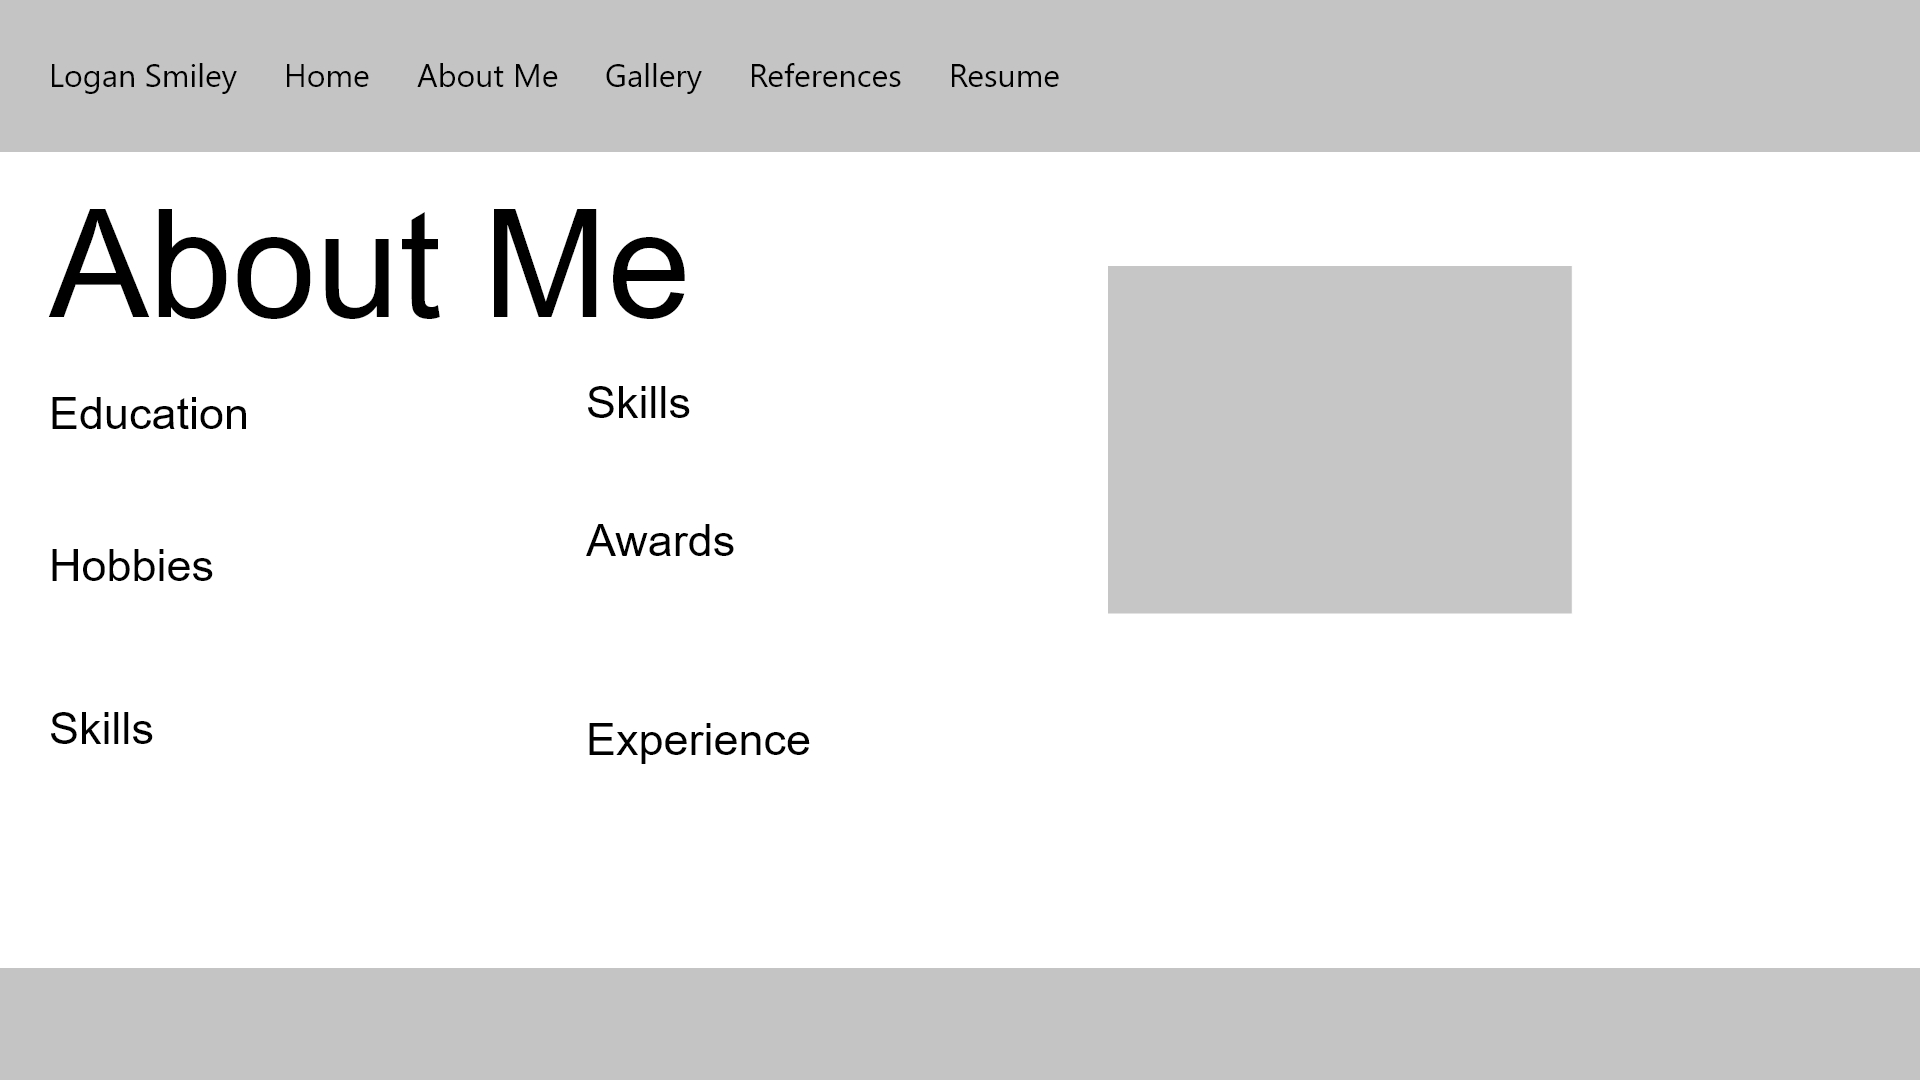 Logan Smiley Home About Me Gallery References Resume
About Me
Education
Hobbies
Skills
Skills
Awards
Experience